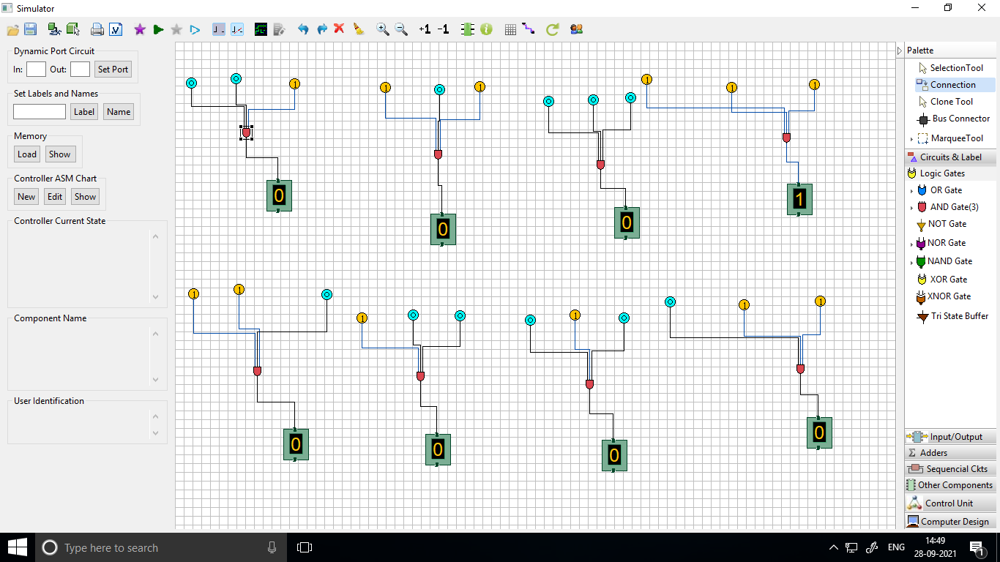 Simulator
+1 -1
Dynamic Port Circuit
In: Out: Set Port
Set Labels and Names
Label Name
Memory
Load Show
Controller ASM Chart
New Edit Show
Controller Current State
Component Name
User Identification
1
1 1
1 1 1
0
0
0
1
1 1
1
1
1 1
0
0
0
0
Palette
SelectionTool
Connection
Clone Tool
Bus Connector
MarqueeTool
Circuits & Label
Logic Gates
OR Gate
AND Gate(3)
NOT Gate
NOR Gate
NAND Gate
XOR Gate
XNOR Gate
Tri State Buffer
Input/Output
Adders
Sequencial Ckts
Other Components
Control Unit
Computer Design
Type here to search
ENG
14:49
28-09-2021
1